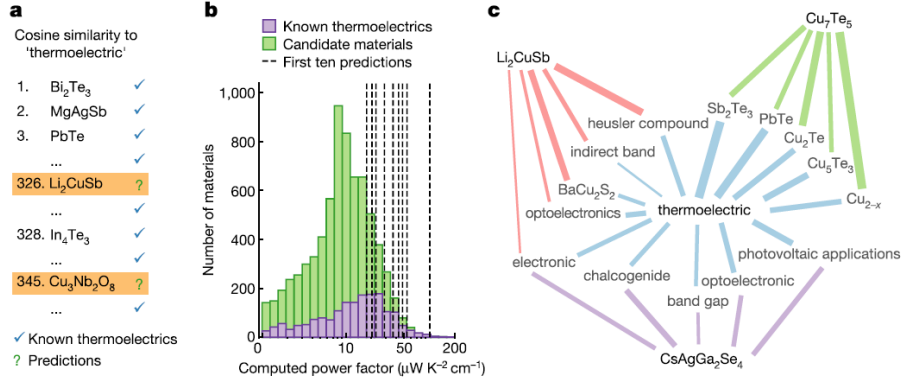 a
Cosine similarity to
'thermoelectric'
1. Bi₂Te₃ ✓
2. MgAgSb ✓
3. PbTe ✓
... ✓
326. Li₂CuSb ?
... ✓
328. In₄Te₃ ✓
... ✓
345. Cu₃Nb₂O₈ ?
... ✓
✓ Known thermoelectrics
? Predictions
b
Known thermoelectrics
Candidate materials
First ten predictions
Number of materials
1,000
800
600
400
200
0
0 10 50 200
Computed power factor (μW K⁻² cm⁻¹)
c
Cu₇Te₅
Li₂CuSb
Sb₂Te₃
PbTe
heusler compound
Cu₂Te
indirect band
Cu₅Te₃
BaCu₂S₂
Cu₂₋ₓ
optoelectronics
thermoelectric
electronic
photovoltaic applications
chalcogenide
optoelectronic
band gap
CsAgGa₂Se₄